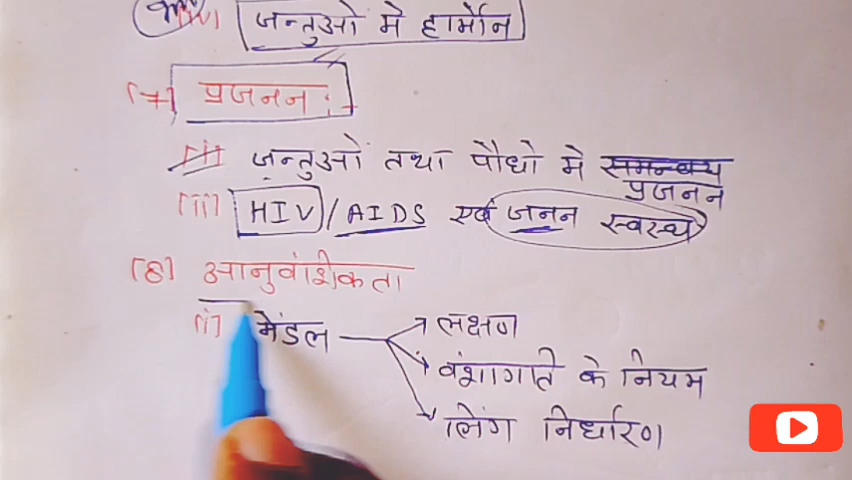 (iv) जन्तुओं मे हार्मोन
(7) प्रजनन :-
(i) जन्तुओं तथा पौधो मे समन्वय प्रजनन
(ii) HIV/AIDS एवं जनन स्वस्थ्य
(8) आनुवांशिकता
(i) मेंडल → लक्षण
→ वंशागति के नियम
→ लिंग निर्धारण